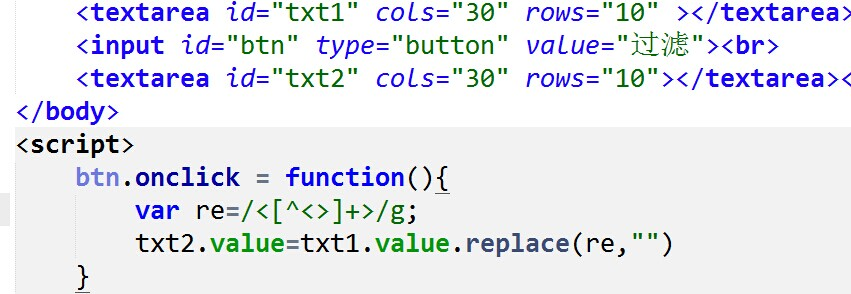 <textarea id="txt1" cols="30" rows="10" ></textarea>
<input id="btn" type="button" value="过滤"><br>
<textarea id="txt2" cols="30" rows="10"></textarea><
</body>
<script>
btn.onclick = function(){
var re=/<[^<>]+>/g;
txt2.value=txt1.value.replace(re,"")
}